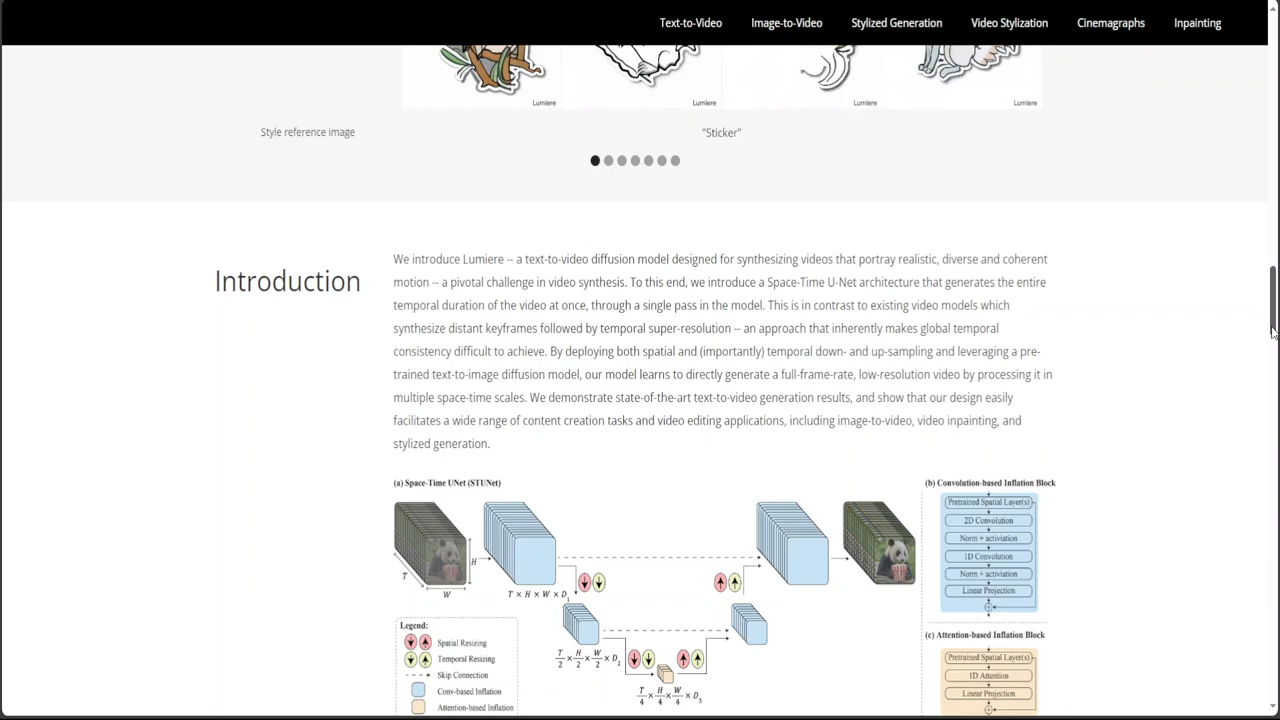 Text-to-Video Image-to-Video Stylized Generation Video Stylization Cinemagraphs Inpainting
Lumiere Lumiere Lumiere Lumiere
Style reference image
"Sticker"
Introduction
We introduce Lumiere -- a text-to-video diffusion model designed for synthesizing videos that portray realistic, diverse and coherent
motion -- a pivotal challenge in video synthesis. To this end, we introduce a Space-Time U-Net architecture that generates the entire
temporal duration of the video at once, through a single pass in the model. This is in contrast to existing video models which
synthesize distant keyframes followed by temporal super-resolution -- an approach that inherently makes global temporal
consistency difficult to achieve. By deploying both spatial and (importantly) temporal down- and up-sampling and leveraging a pre-
trained text-to-image diffusion model, our model learns to directly generate a full-frame-rate, low-resolution video by processing it in
multiple space-time scales. We demonstrate state-of-the-art text-to-video generation results, and show that our design easily
facilitates a wide range of content creation tasks and video editing applications, including image-to-video, video inpainting, and
stylized generation.
(a) Space-Time UNet (STUNet)
T
H
W
T × H × W × D1
T/2 × H/2 × W/2 × D2
T/4 × H/4 × W/4 × D3
Legend:
Spatial Resizing
Temporal Resizing
Skip Connection
Conv-based Inflation
Attention-based Inflation
(b) Convolution-based Inflation Block
Pretrained Spatial Layer(s)
2D Convolution
Norm + activiation
1D Convolution
Norm + activiation
Linear Projection
(c) Attention-based Inflation Block
Pretrained Spatial Layer(s)
1D Attention
Linear Projection